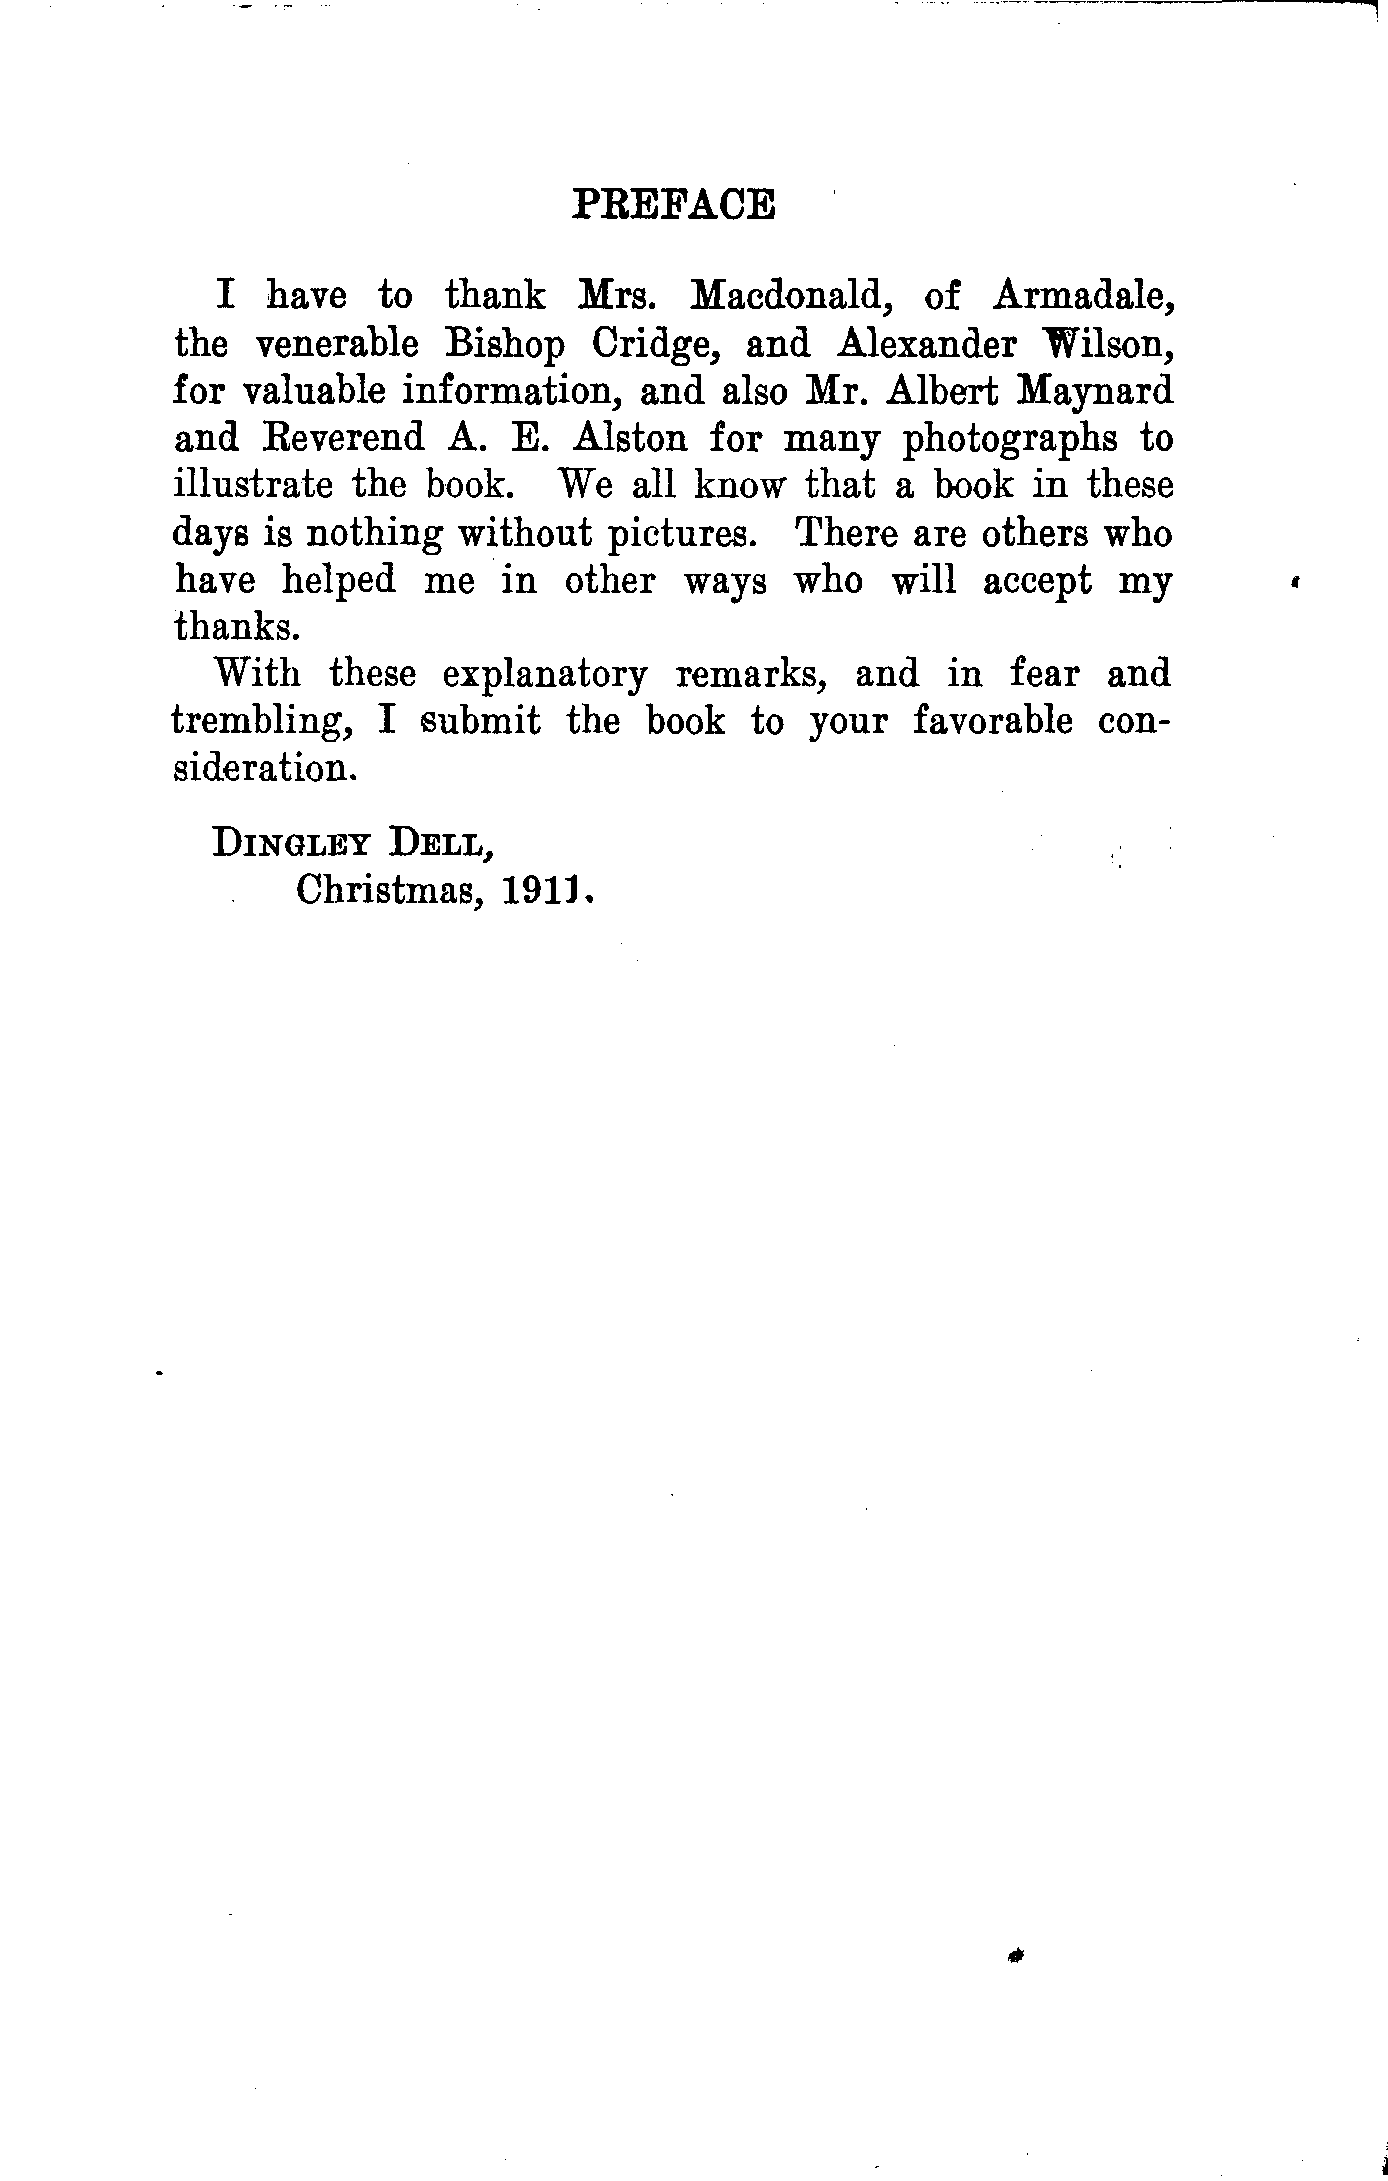 PREFACE
I have to thank Mrs. Macdonald, of Armadale,
the venerable Bishop Cridge, and Alexander Wilson,
for valuable information, and also Mr. Albert Maynard
and Reverend A. E. Alston for many photographs to
illustrate the book. We all know that a book in these
days is nothing without pictures. There are others who
have helped me in other ways who will accept my
thanks.
With these explanatory remarks, and in fear and
trembling, I submit the book to your favorable con-
sideration.
DINGLEY DELL,
Christmas, 1911.